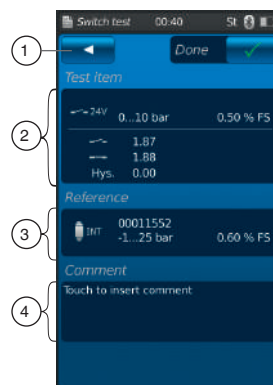 Switch test 00:40 St
1
Done
Test item
2
24V 0...10 bar 0.50 % FS
1.87
1.88
Hys. 0.00
Reference
3
INT 00011552
-1...25 bar 0.60 % FS
Comment
4
Touch to insert comment